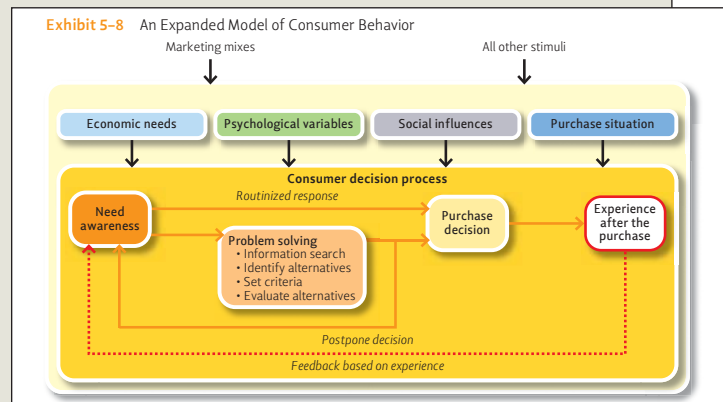 Exhibit 5–8 An Expanded Model of Consumer Behavior
Marketing mixes
All other stimuli
Economic needs
Psychological variables
Social influences
Purchase situation
Consumer decision process
Routinized response
Need
awareness
Problem solving
• Information search
• Identify alternatives
• Set criteria
• Evaluate alternatives
Purchase
decision
Experience
after the
purchase
Postpone decision
Feedback based on experience